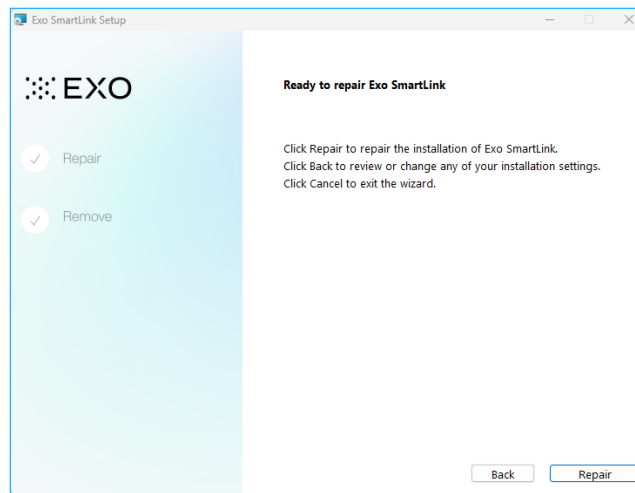 Exo SmartLink Setup
EXO
Ready to repair Exo SmartLink
Repair
Remove
Click Repair to repair the installation of Exo SmartLink.
Click Back to review or change any of your installation settings.
Click Cancel to exit the wizard.
Back
Repair